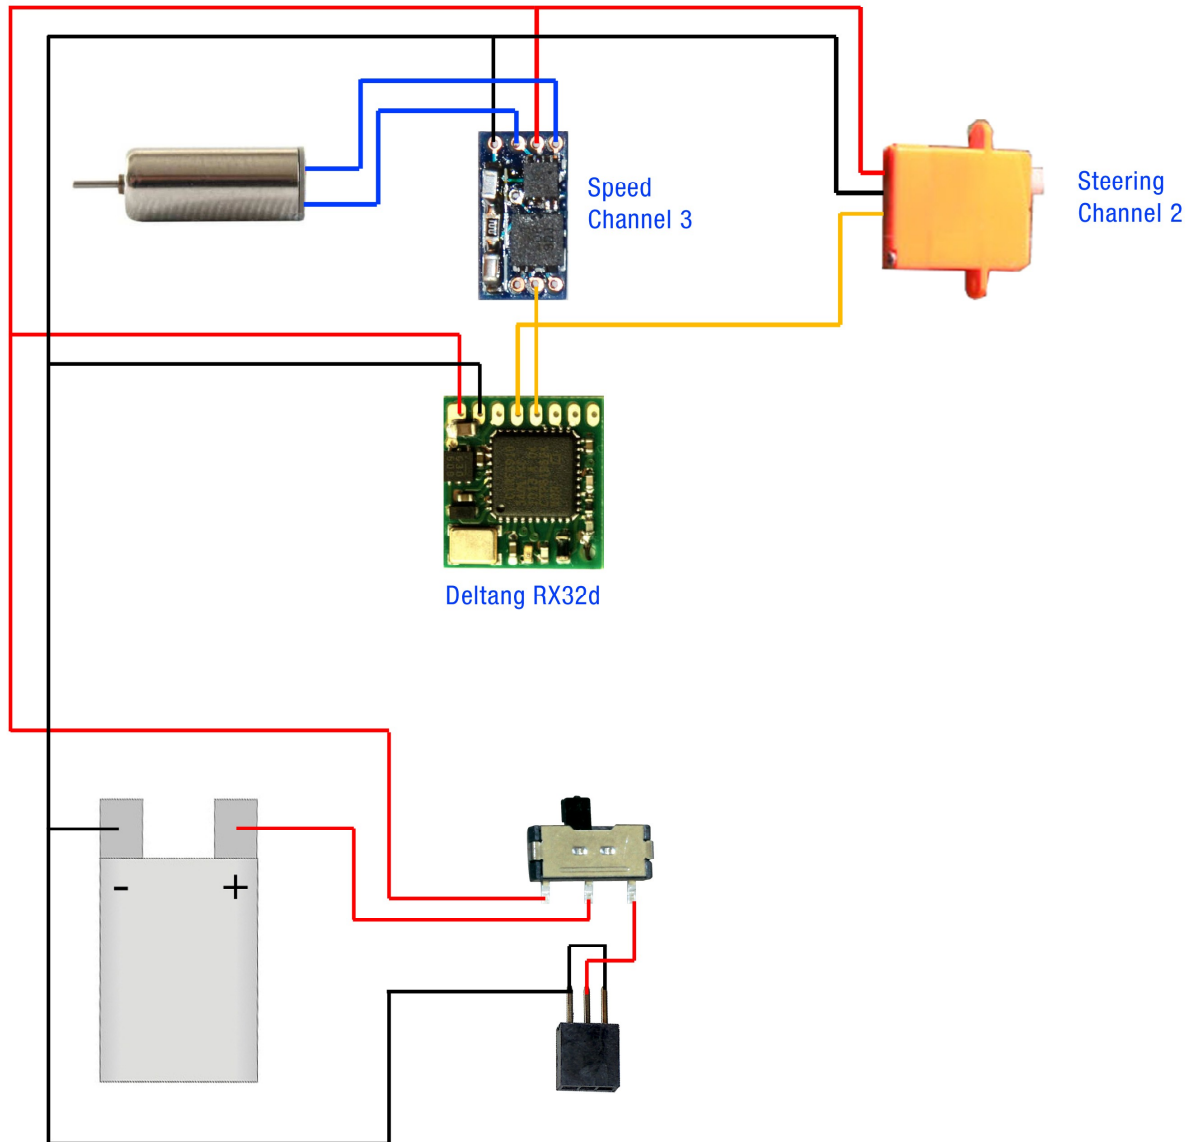 Speed
Channel 3
Steering
Channel 2
Deltang RX32d
- +